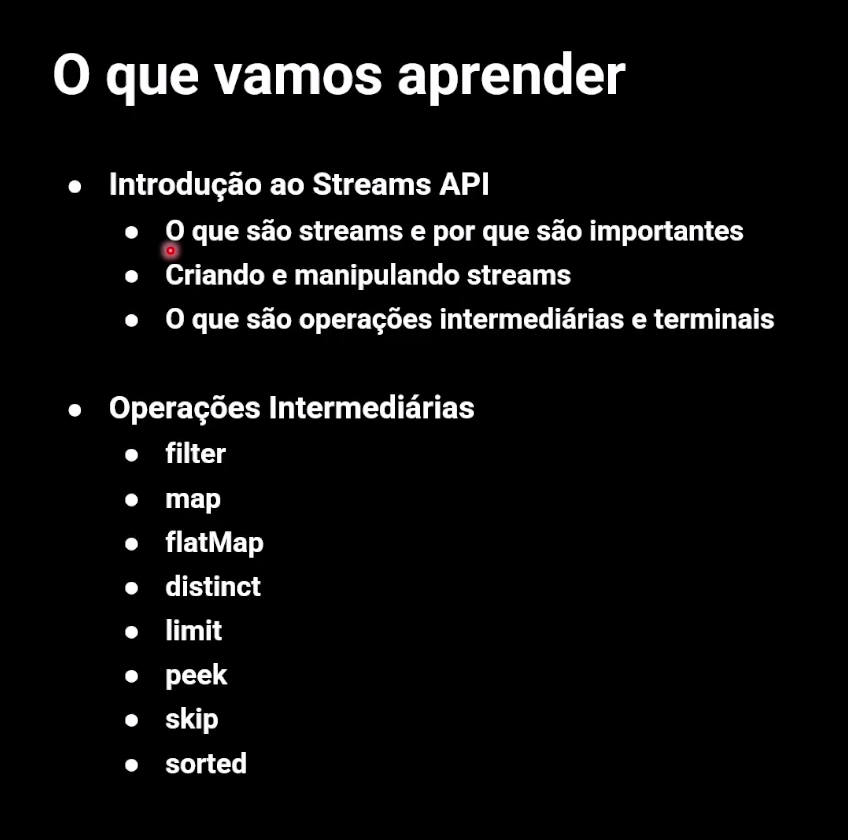 O que vamos aprender
Introdução ao Streams API
O que são streams e por que são importantes
Criando e manipulando streams
O que são operações intermediárias e terminais
Operações Intermediárias
filter
map
flatMap
distinct
limit
peek
skip
sorted